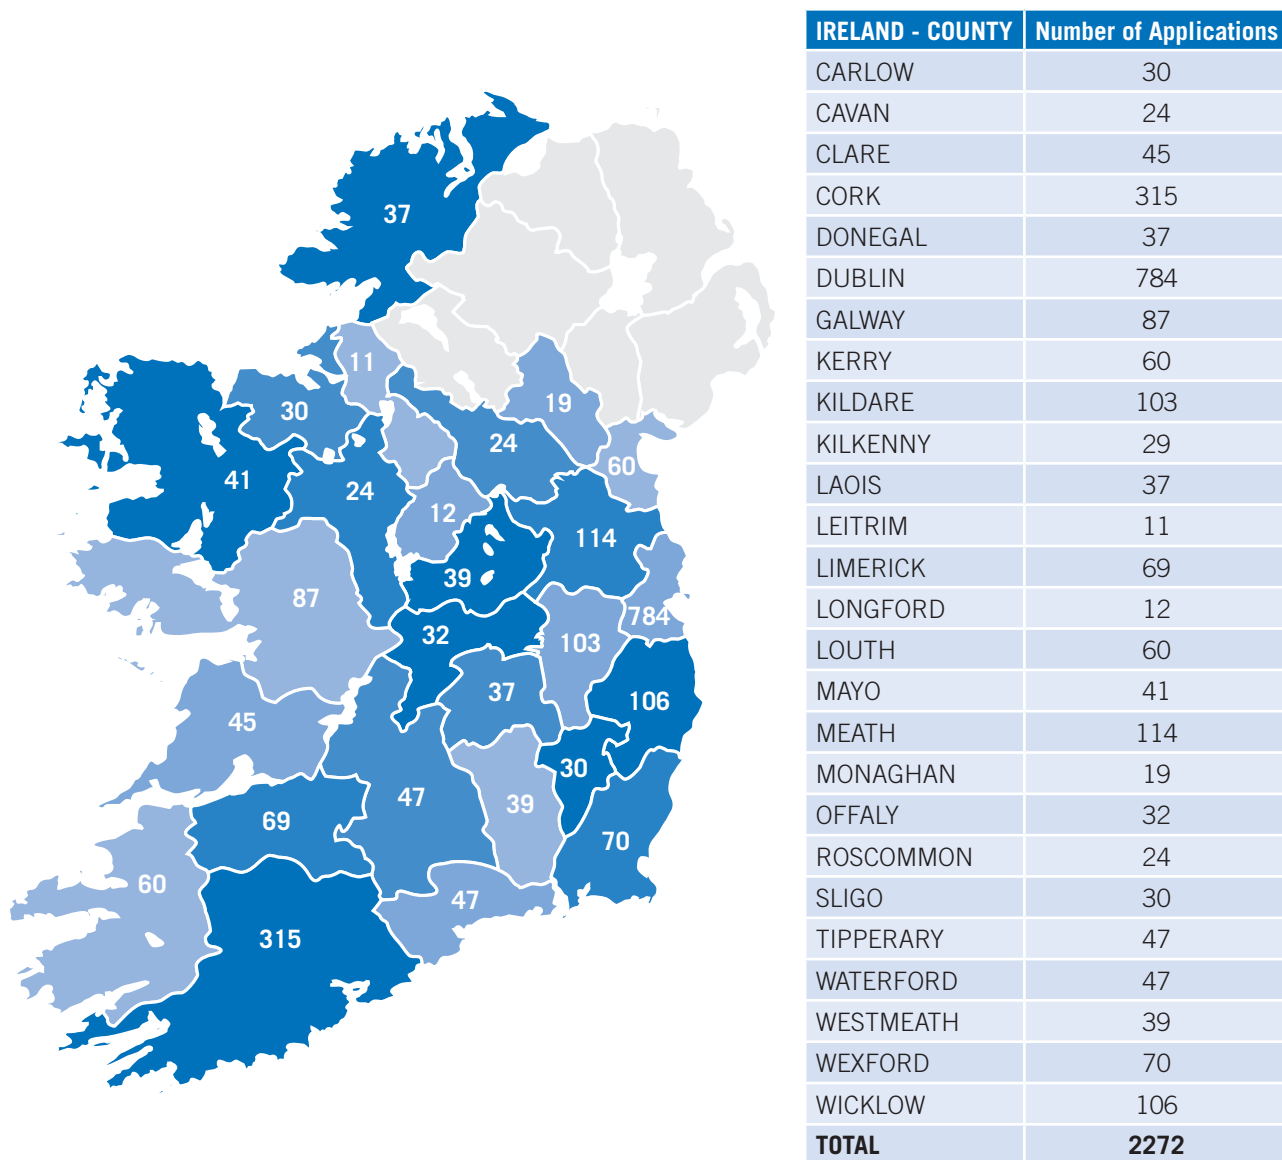 37
11
30
19
24
60
41
24
12
114
39
87
784
32
103
37
106
45
30
47
39
69
70
60
47
315
IRELAND - COUNTY Number of Applications
CARLOW 30
CAVAN 24
CLARE 45
CORK 315
DONEGAL 37
DUBLIN 784
GALWAY 87
KERRY 60
KILDARE 103
KILKENNY 29
LAOIS 37
LEITRIM 11
LIMERICK 69
LONGFORD 12
LOUTH 60
MAYO 41
MEATH 114
MONAGHAN 19
OFFALY 32
ROSCOMMON 24
SLIGO 30
TIPPERARY 47
WATERFORD 47
WESTMEATH 39
WEXFORD 70
WICKLOW 106
TOTAL 2272